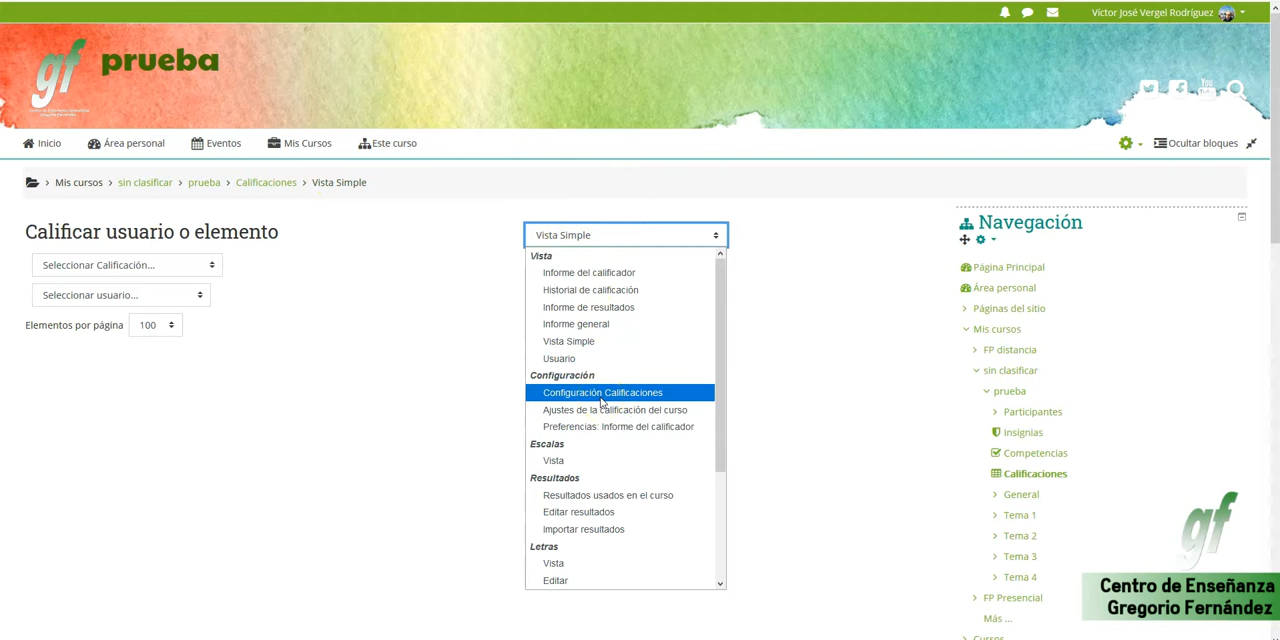 Víctor José Vergel Rodríguez
gf prueba
You
Inicio
Área personal
Eventos
Mis Cursos
Este curso
Ocultar bloques
Mis cursos > sin clasificar > prueba > Calificaciones > Vista Simple
Calificar usuario o elemento
Seleccionar Calificación...
Seleccionar usuario...
Elementos por página 100
Vista Simple
Vista
Informe del calificador
Historial de calificación
Informe de resultados
Informe general
Vista Simple
Usuario
Configuración
Configuración Calificaciones
Ajustes de la calificación del curso
Preferencias: Informe del calificador
Escalas
Vista
Resultados
Resultados usados en el curso
Editar resultados
Importar resultados
Letras
Vista
Editar
Navegación
Página Principal
Área personal
Páginas del sitio
Mis cursos
FP distancia
sin clasificar
prueba
Participantes
Insignias
Competencias
Calificaciones
General
Tema 1
Tema 2
Tema 3
Tema 4
FP Presencial
Más ...
Cursos
gf
Centro de Enseñanza
Gregorio Fernández